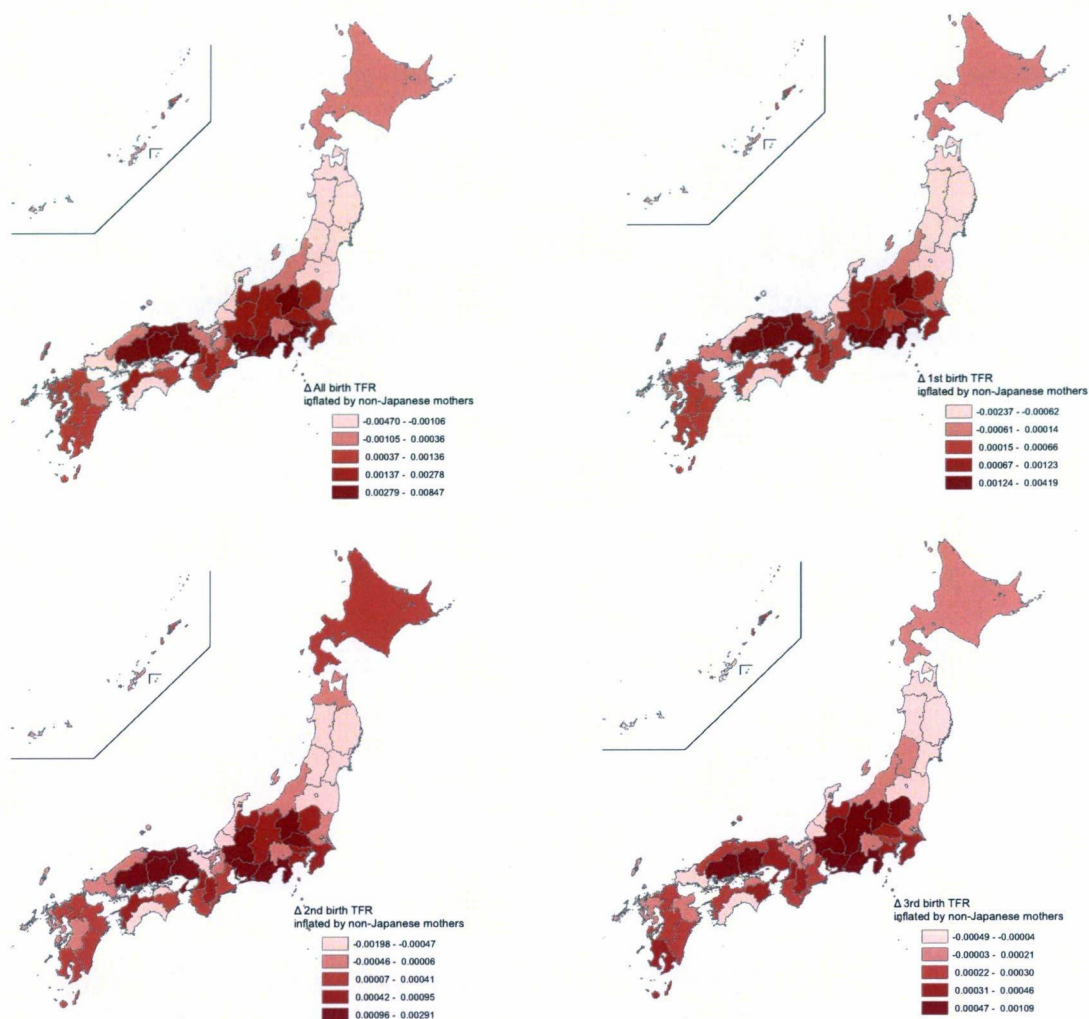 Δ All birth TFR
inflated by non-Japanese mothers
-0.00470 - -0.00106
-0.00105 - 0.00036
0.00037 - 0.00136
0.00137 - 0.00278
0.00279 - 0.00847
Δ 1st birth TFR
inflated by non-Japanese mothers
-0.00237 - -0.00062
-0.00061 - 0.00014
0.00015 - 0.00066
0.00067 - 0.00123
0.00124 - 0.00419
Δ 2nd birth TFR
inflated by non-Japanese mothers
-0.00198 - -0.00047
-0.00046 - 0.00006
0.00007 - 0.00041
0.00042 - 0.00095
0.00096 - 0.00291
Δ 3rd birth TFR
inflated by non-Japanese mothers
-0.00049 - -0.00004
-0.00003 - 0.00021
0.00022 - 0.00030
0.00031 - 0.00046
0.00047 - 0.00109